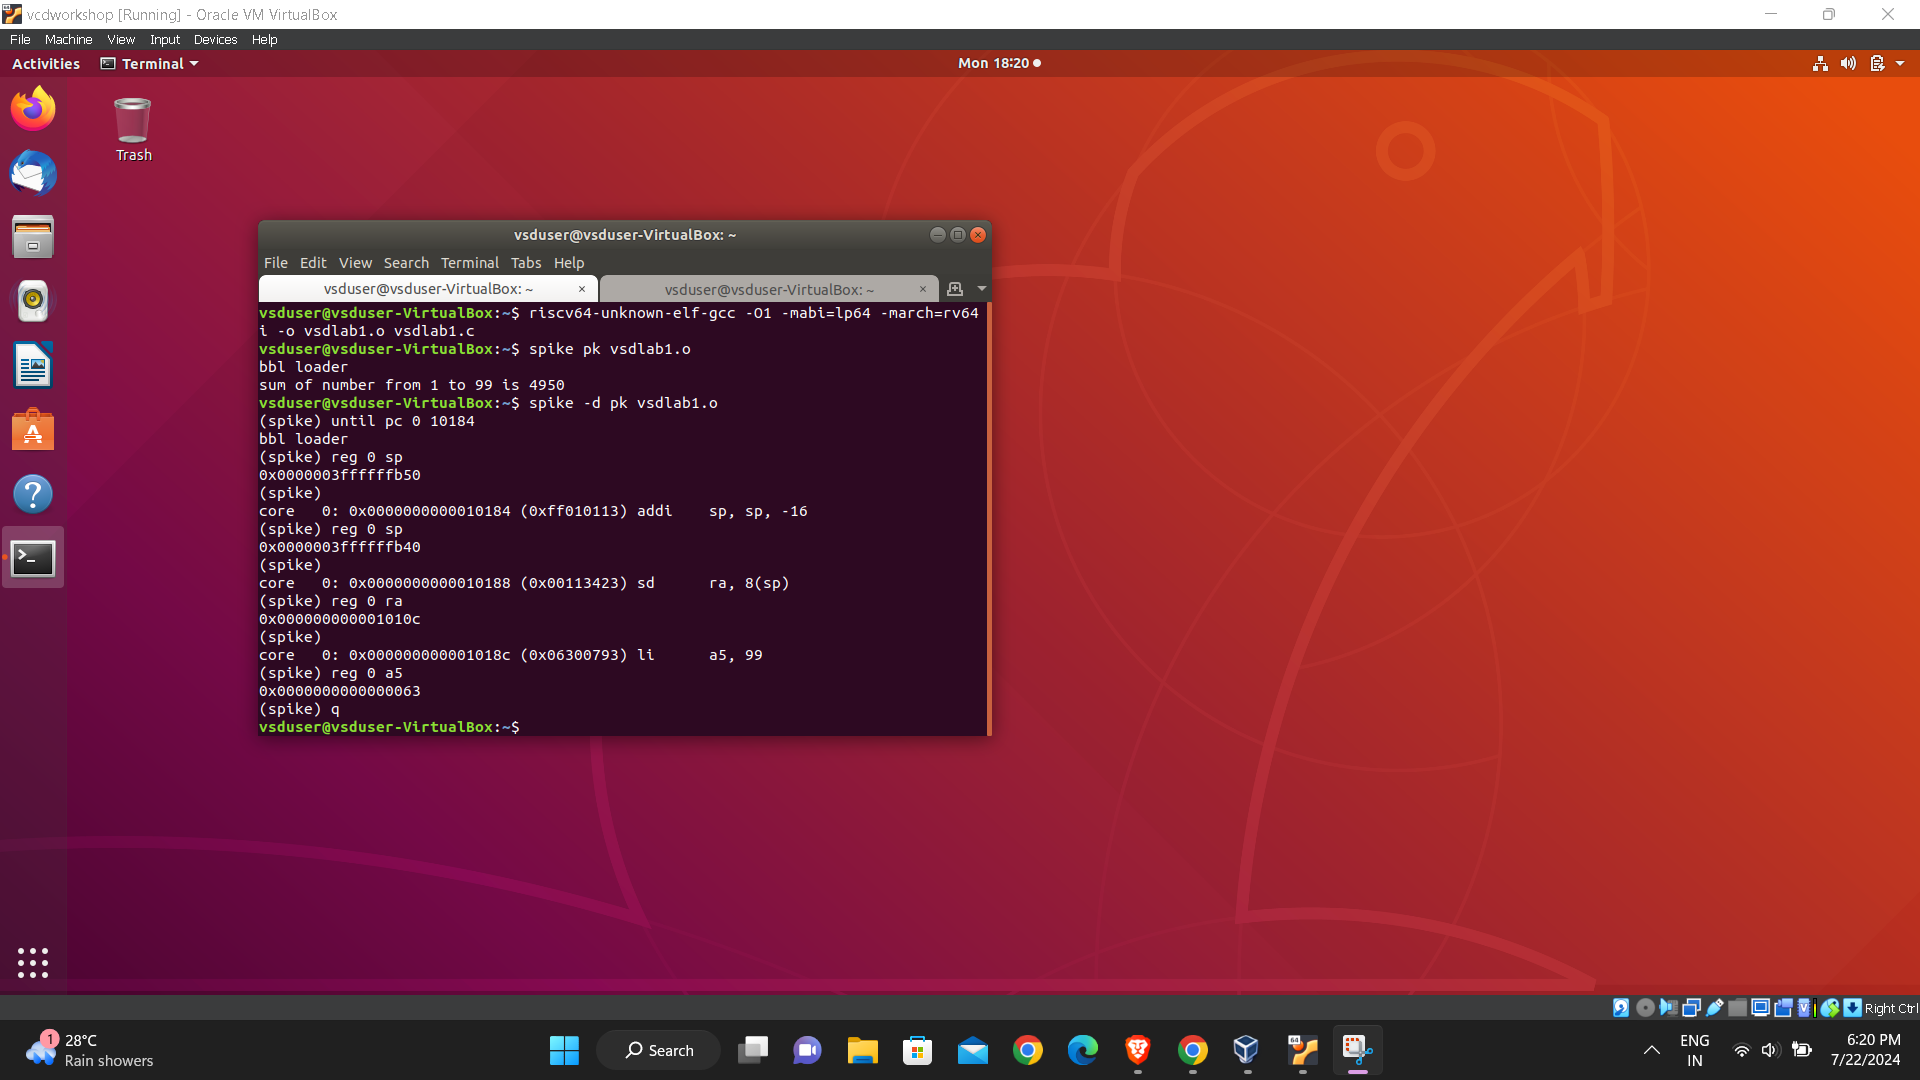 vcdworkshop [Running] - Oracle VM VirtualBox
File Machine View Input Devices Help
Activities Terminal Mon 18:20
Trash
vsduser@vsduser-VirtualBox: ~
File Edit View Search Terminal Tabs Help
vsduser@vsduser-VirtualBox: ~ × vsduser@vsduser-VirtualBox: ~ ×
vsduser@vsduser-VirtualBox:~$ riscv64-unknown-elf-gcc -O1 -mabi=lp64 -march=rv64
i -o vsdlab1.o vsdlab1.c
vsduser@vsduser-VirtualBox:~$ spike pk vsdlab1.o
bbl loader
sum of number from 1 to 99 is 4950
vsduser@vsduser-VirtualBox:~$ spike -d pk vsdlab1.o
(spike) until pc 0 10184
bbl loader
(spike) reg 0 sp
0x0000003ffffffb50
(spike)
core   0: 0x0000000000010184 (0xff010113) addi    sp, sp, -16
(spike) reg 0 sp
0x0000003ffffffb40
(spike)
core   0: 0x0000000000010188 (0x00113423) sd      ra, 8(sp)
(spike) reg 0 ra
0x000000000001010c
(spike)
core   0: 0x000000000001018c (0x06300793) li      a5, 99
(spike) reg 0 a5
0x0000000000000063
(spike) q
vsduser@vsduser-VirtualBox:~$
Right Ctrl
1 28°C
Rain showers
Search
64
ENG
IN
6:20 PM
7/22/2024